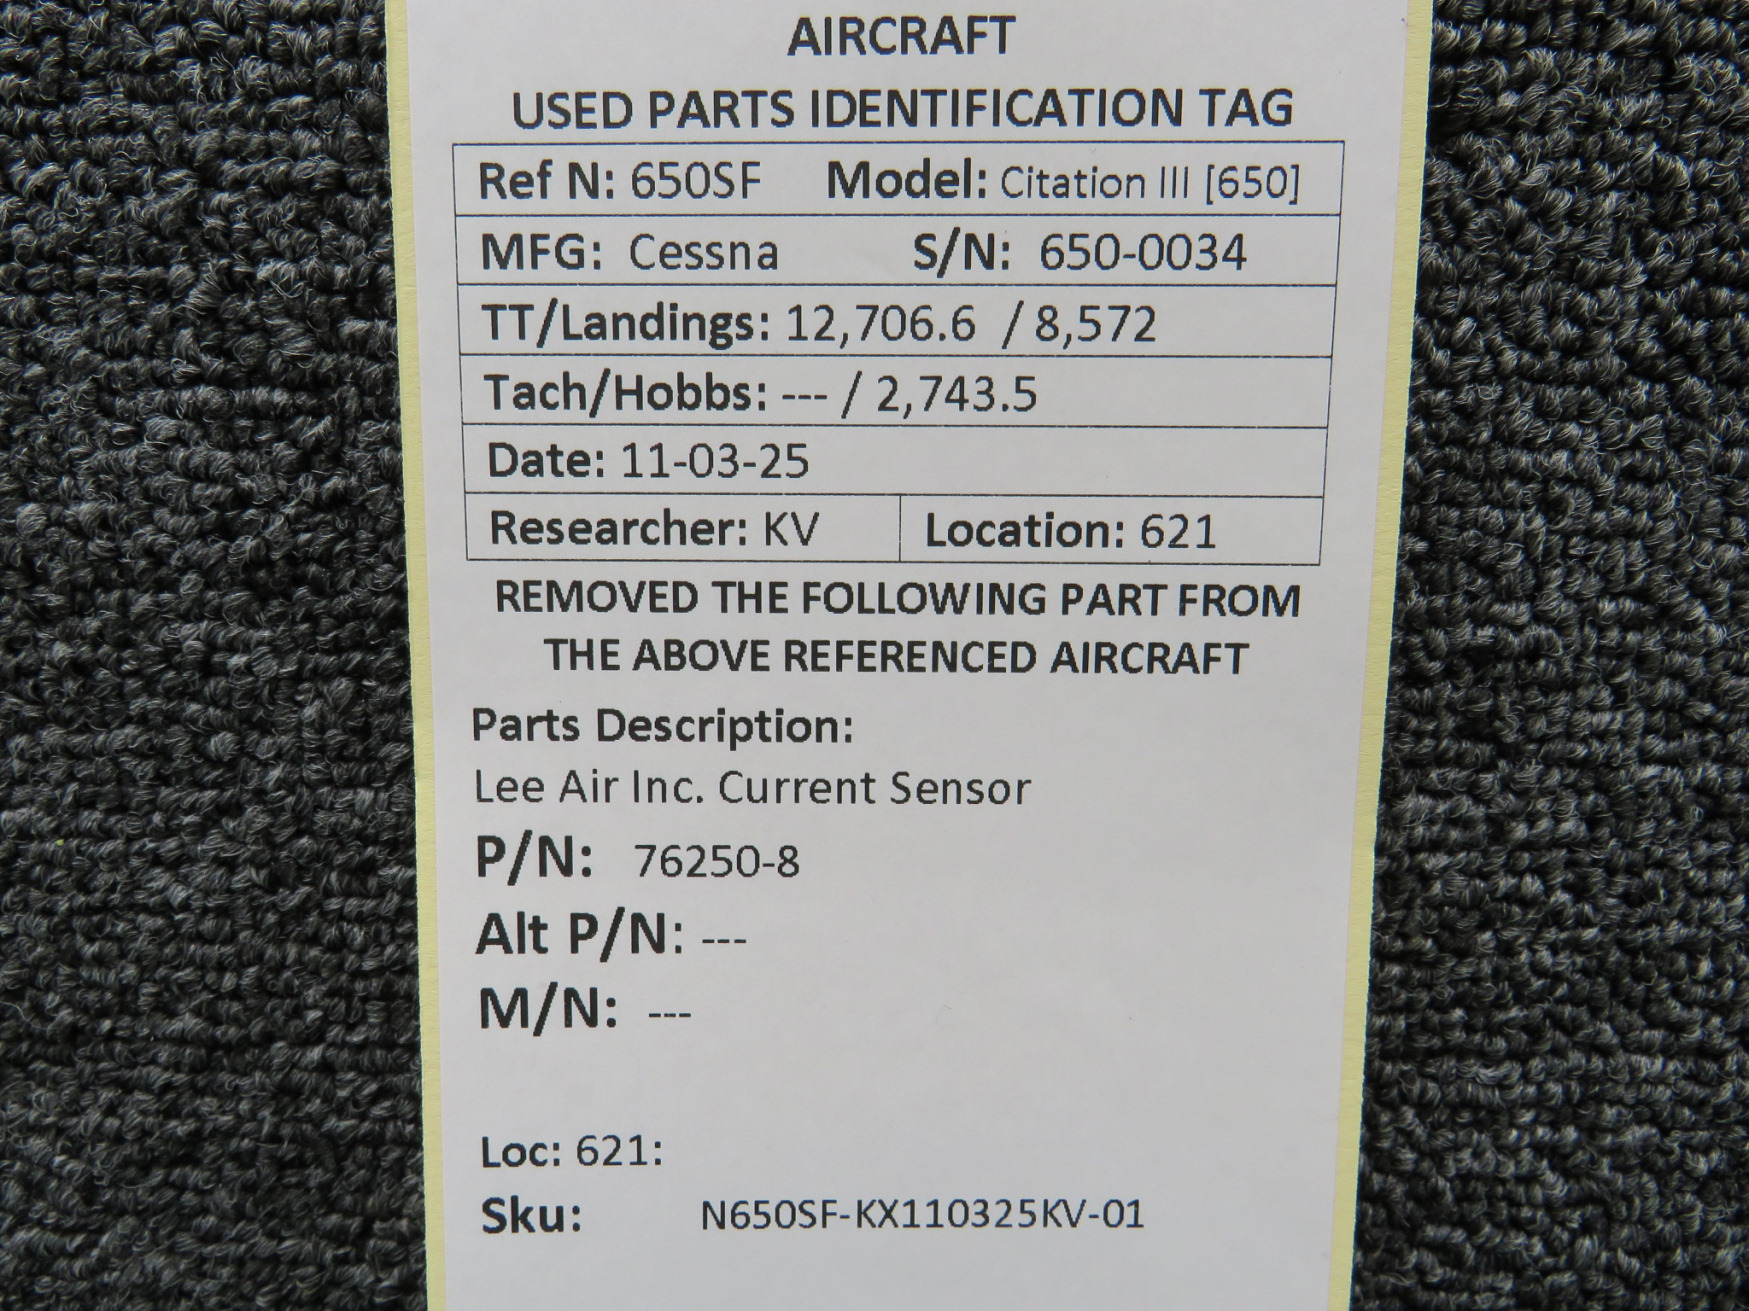 AIRCRAFT
USED PARTS IDENTIFICATION TAG
Ref N: 650SF Model: Citation III [650]
MFG: Cessna S/N: 650-0034
TT/Landings: 12,706.6 / 8,572
Tach/Hobbs: --- / 2,743.5
Date: 11-03-25
Researcher: KV Location: 621
REMOVED THE FOLLOWING PART FROM
THE ABOVE REFERENCED AIRCRAFT
Parts Description:
Lee Air Inc. Current Sensor
P/N: 76250-8
Alt P/N: ---
M/N: ---
Loc: 621:
Sku: N650SF-KX110325KV-01